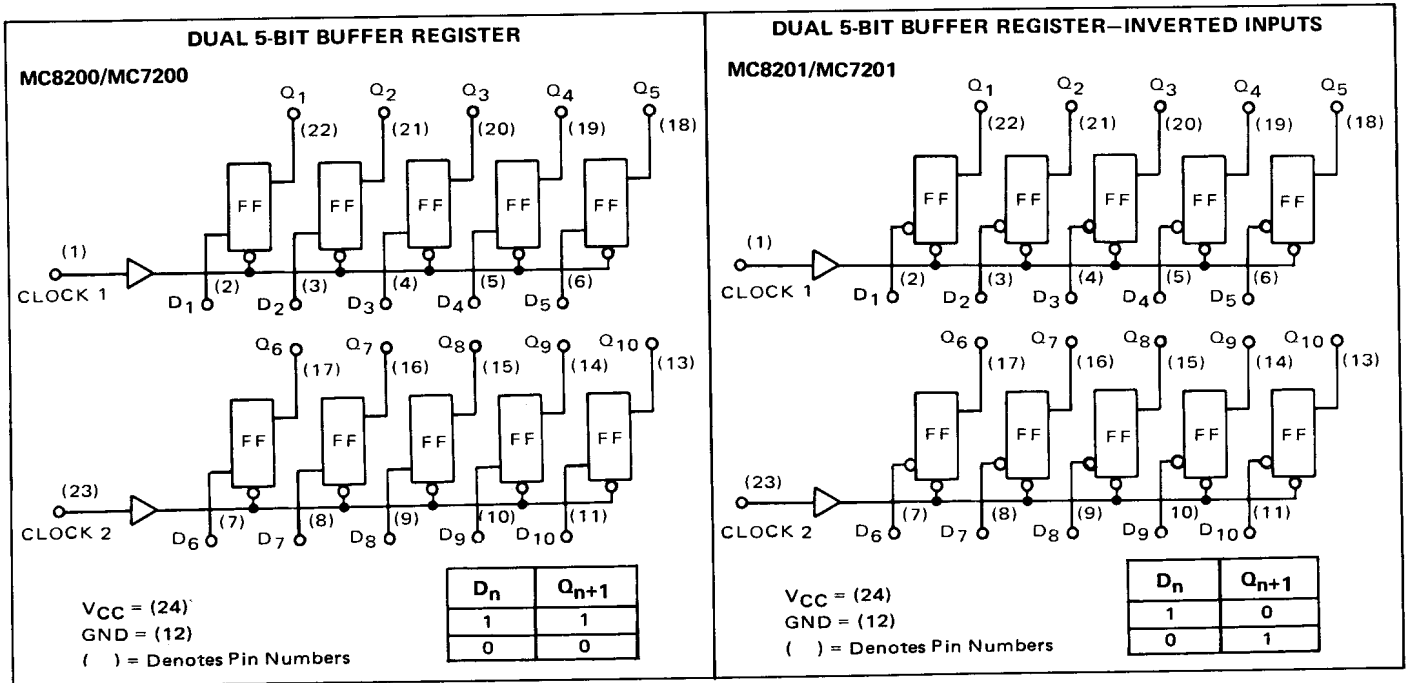 DUAL 5-BIT BUFFER REGISTER
MC8200/MC7200
Q1 Q2 Q3 Q4 Q5
(22) (21) (20) (19) (18)
FF FF FF FF FF
(1)
CLOCK 1
(2) (3) (4) (5) (6)
D1 D2 D3 D4 D5
Q6 Q7 Q8 Q9 Q10
(17) (16) (15) (14) (13)
FF FF FF FF FF
(23)
CLOCK 2
(7) (8) (9) (10) (11)
D6 D7 D8 D9 D10
VCC = (24)
GND = (12)
( ) = Denotes Pin Numbers
Dn Qn+1
1 1
0 0
DUAL 5-BIT BUFFER REGISTER–INVERTED INPUTS
MC8201/MC7201
Q1 Q2 Q3 Q4 Q5
(22) (21) (20) (19) (18)
FF FF FF FF FF
(1)
CLOCK 1
(2) (3) (4) (5) (6)
D1 D2 D3 D4 D5
Q6 Q7 Q8 Q9 Q10
(17) (16) (15) (14) (13)
FF FF FF FF FF
(23)
CLOCK 2
(7) (8) (9) 10) (11)
D6 D7 D8 D9 D10
VCC = (24)
GND = (12)
( ) = Denotes Pin Numbers
Dn Qn+1
1 0
0 1